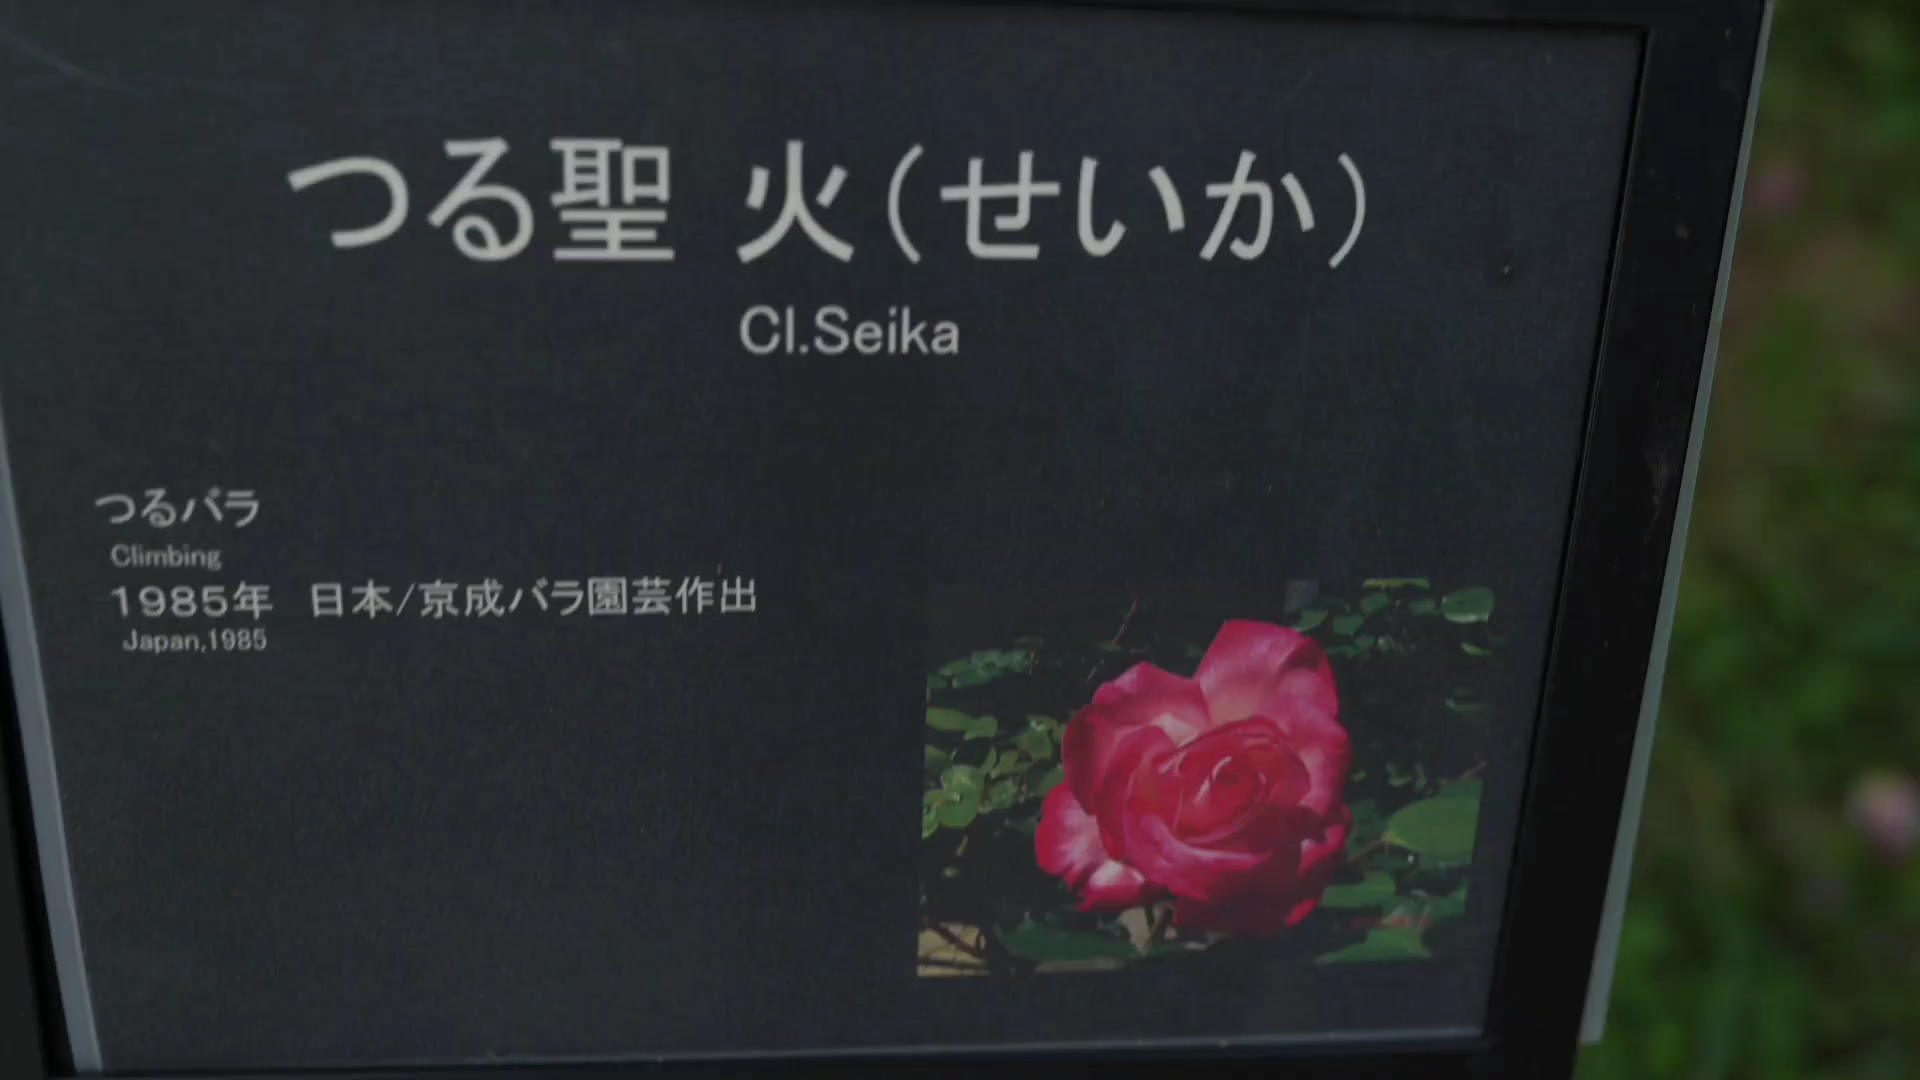 つる聖 火（せいか）
Cl.Seika
つるバラ
Climbing
1985年　日本/京成バラ園芸作出
Japan,1985